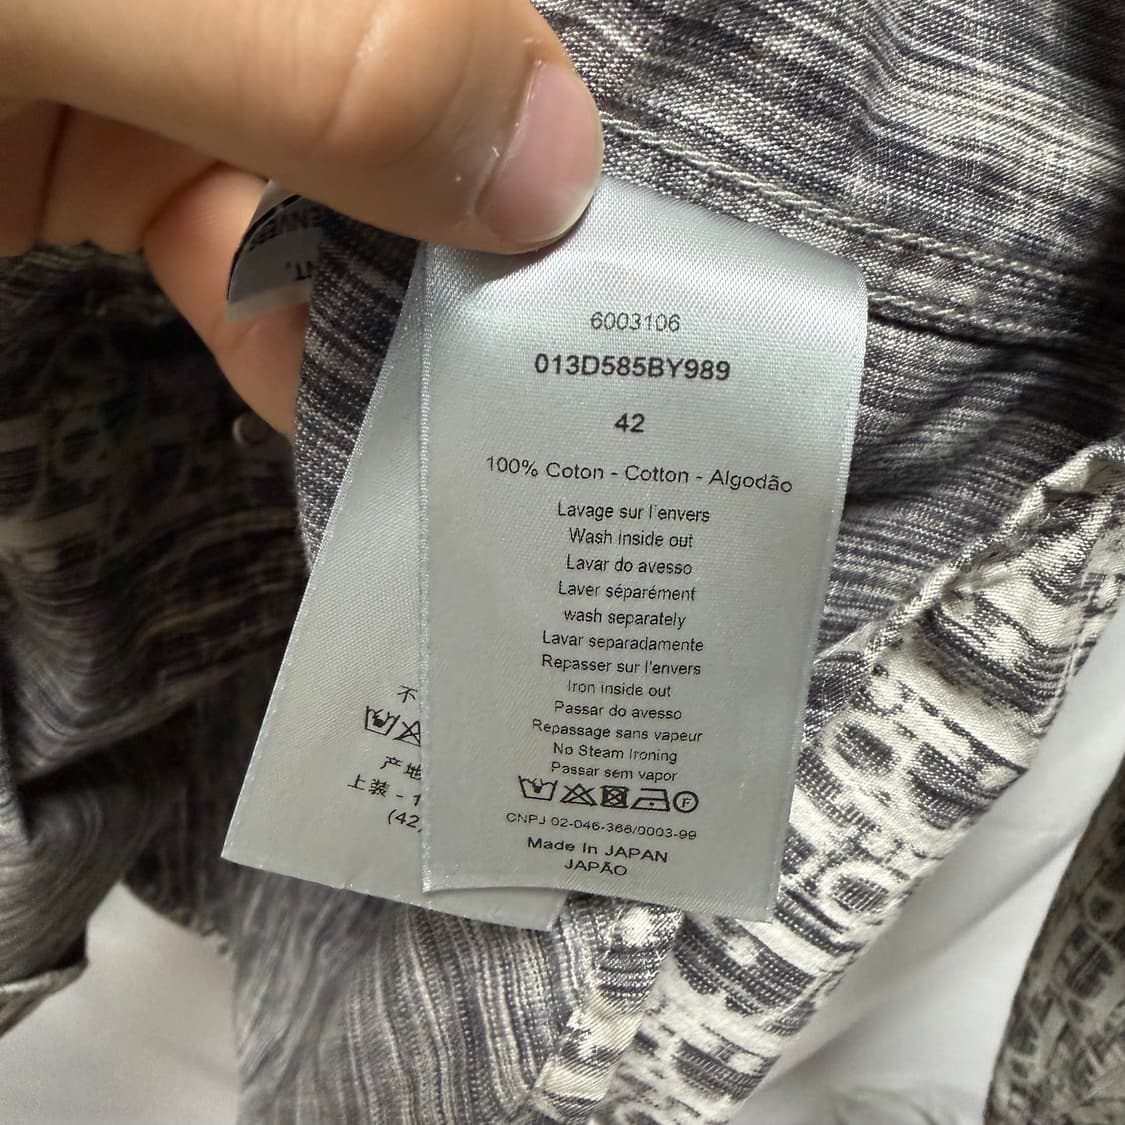 6003106
013D585BY989
42
100% Coton - Cotton - Algodão
Lavage sur l'envers
Wash inside out
Lavar do avesso
Laver séparément
wash separately
Lavar separadamente
Repasser sur l'envers
Iron inside out
Passar do avesso
Repassage sans vapeur
No Steam Ironing
Passar sem vapor
F
CNPJ 02-046-366/0003-99
Made In JAPAN
JAPÃO
不
产地
上装 - 1
(42